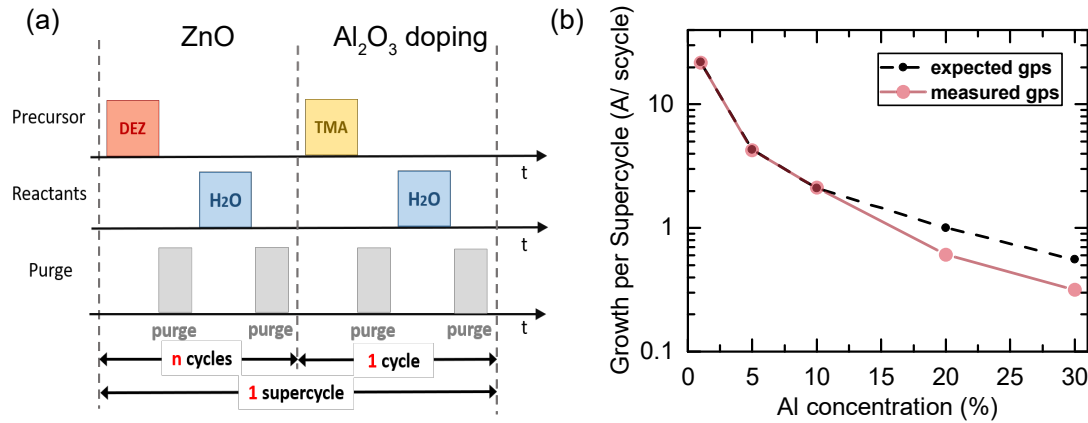 (a)
ZnO
Al2O3 doping
Precursor
DEZ
TMA
t
Reactants
H2O
H2O
t
Purge
t
purge
purge
purge
purge
n cycles
1 cycle
1 supercycle
(b)
Growth per Supercycle (A/ scycle)
10
1
0.1
expected gps
measured gps
0 5 10 15 20 25 30
Al concentration (%)